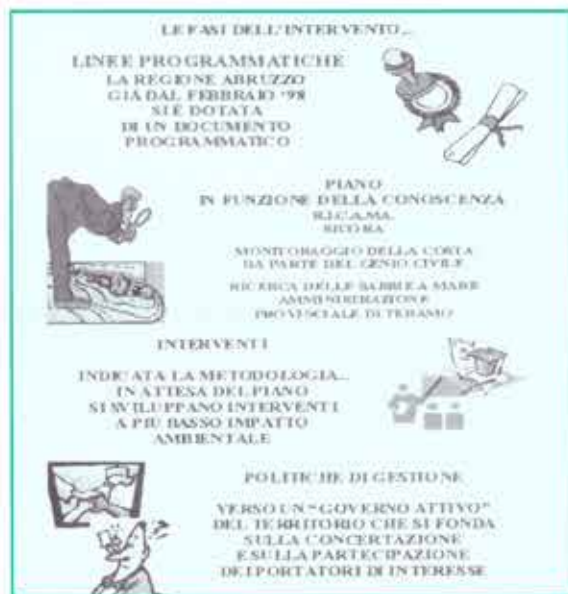 LE FASI DELL'INTERVENTO...
LINEE PROGRAMMATICHE
LA REGIONE ABRUZZO
GIÀ DAL FEBBRAIO '98
SI È DOTATA
DI UN DOCUMENTO
PROGRAMMATICO
PIANO
IN FUNZIONE DELLA CONOSCENZA
R.I.C.A.MA.
RICORA
MONITORAGGIO DELLA COSTA
DA PARTE DEL GENIO CIVILE
RICERCA DELLE SABBIE A MARE
AMMINISTRAZIONE
PROVINCIALE DI TERAMO
INTERVENTI
INDICATA LA METODOLOGIA...
IN ATTESA DEL PIANO
SI SVILUPPANO INTERVENTI
A PIÙ BASSO IMPATTO
AMBIENTALE
POLITICHE DI GESTIONE
VERSO UN "GOVERNO ATTIVO"
DEL TERRITORIO CHE SI FONDA
SULLA CONCERTAZIONE
E SULLA PARTECIPAZIONE
DEI PORTATORI DI INTERESSE